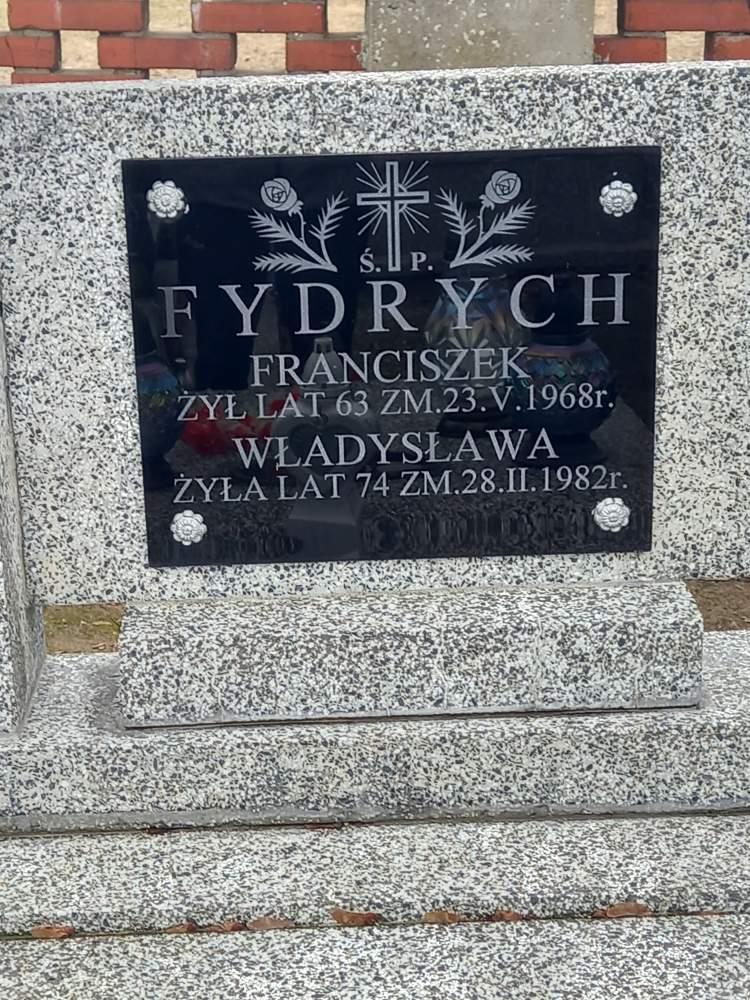 Ś. P.
FYDRYCH
FRANCISZEK
ŻYŁ LAT 63 ZM.23.V.1968r.
WŁADYSŁAWA
ŻYŁA LAT 74 ZM.28.II.1982r.